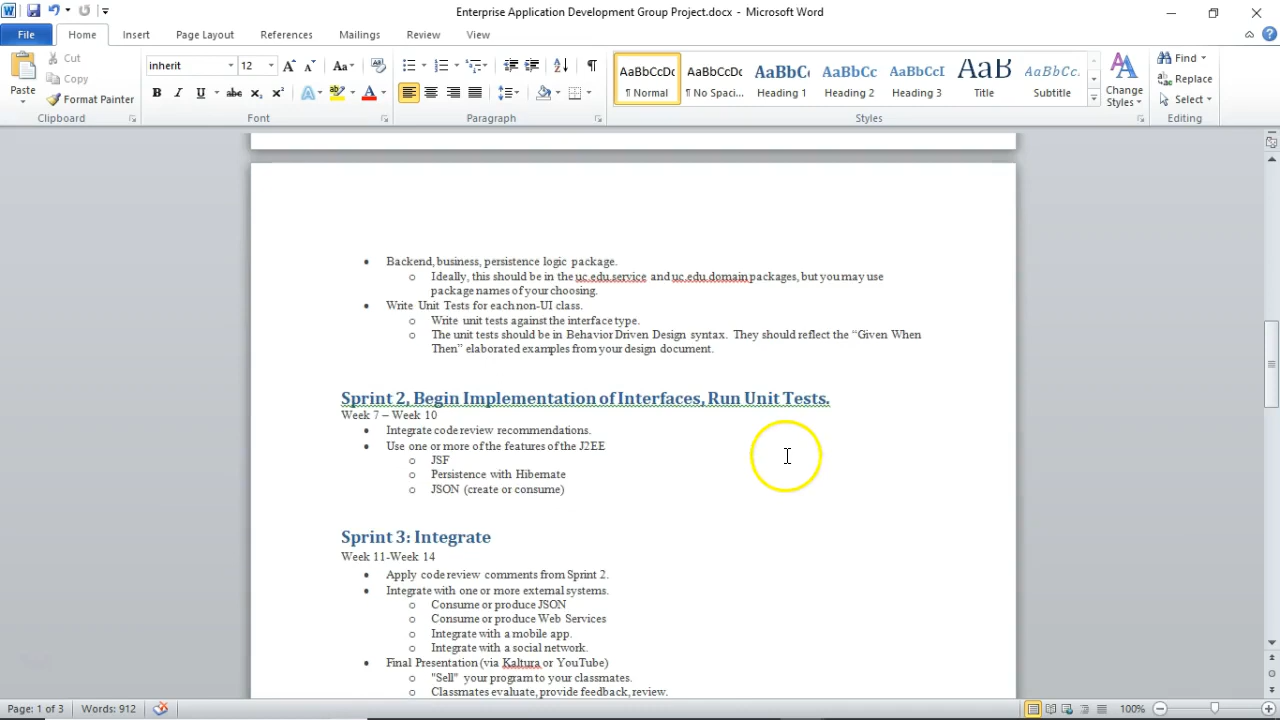 Enterprise Application Development Group Project.docx - Microsoft Word
File Home Insert Page Layout References Mailings Review View
Paste Cut Copy Format Painter
inherit 12
AaBbCcDc AaBbCcDc AaBbCc AaBbCc AaBbCcI AaB AaBbCc.
¶ Normal ¶ No Spaci... Heading 1 Heading 2 Heading 3 Title Subtitle
Change Styles
Find Replace Select
Clipboard Font Paragraph Styles Editing
• Backend, business, persistence logic package.
o Ideally, this should be in the uc.edu.service and uc.edu.domain packages, but you may use
package names of your choosing.
• Write Unit Tests for each non-UI class.
o Write unit tests against the interface type.
o The unit tests should be in Behavior Driven Design syntax. They should reflect the “Given When
Then” elaborated examples from your design document.
Sprint 2, Begin Implementation of Interfaces, Run Unit Tests.
Week 7 – Week 10
• Integrate code review recommendations.
• Use one or more of the features of the J2EE
o JSF
o Persistence with Hibernate
o JSON (create or consume)
Sprint 3: Integrate
Week 11-Week 14
• Apply code review comments from Sprint 2.
• Integrate with one or more external systems.
o Consume or produce JSON
o Consume or produce Web Services
o Integrate with a mobile app.
o Integrate with a social network.
• Final Presentation (via Kaltura or YouTube)
o "Sell" your program to your classmates.
o Classmates evaluate, provide feedback, review.
Page: 1 of 3 Words: 912 100%